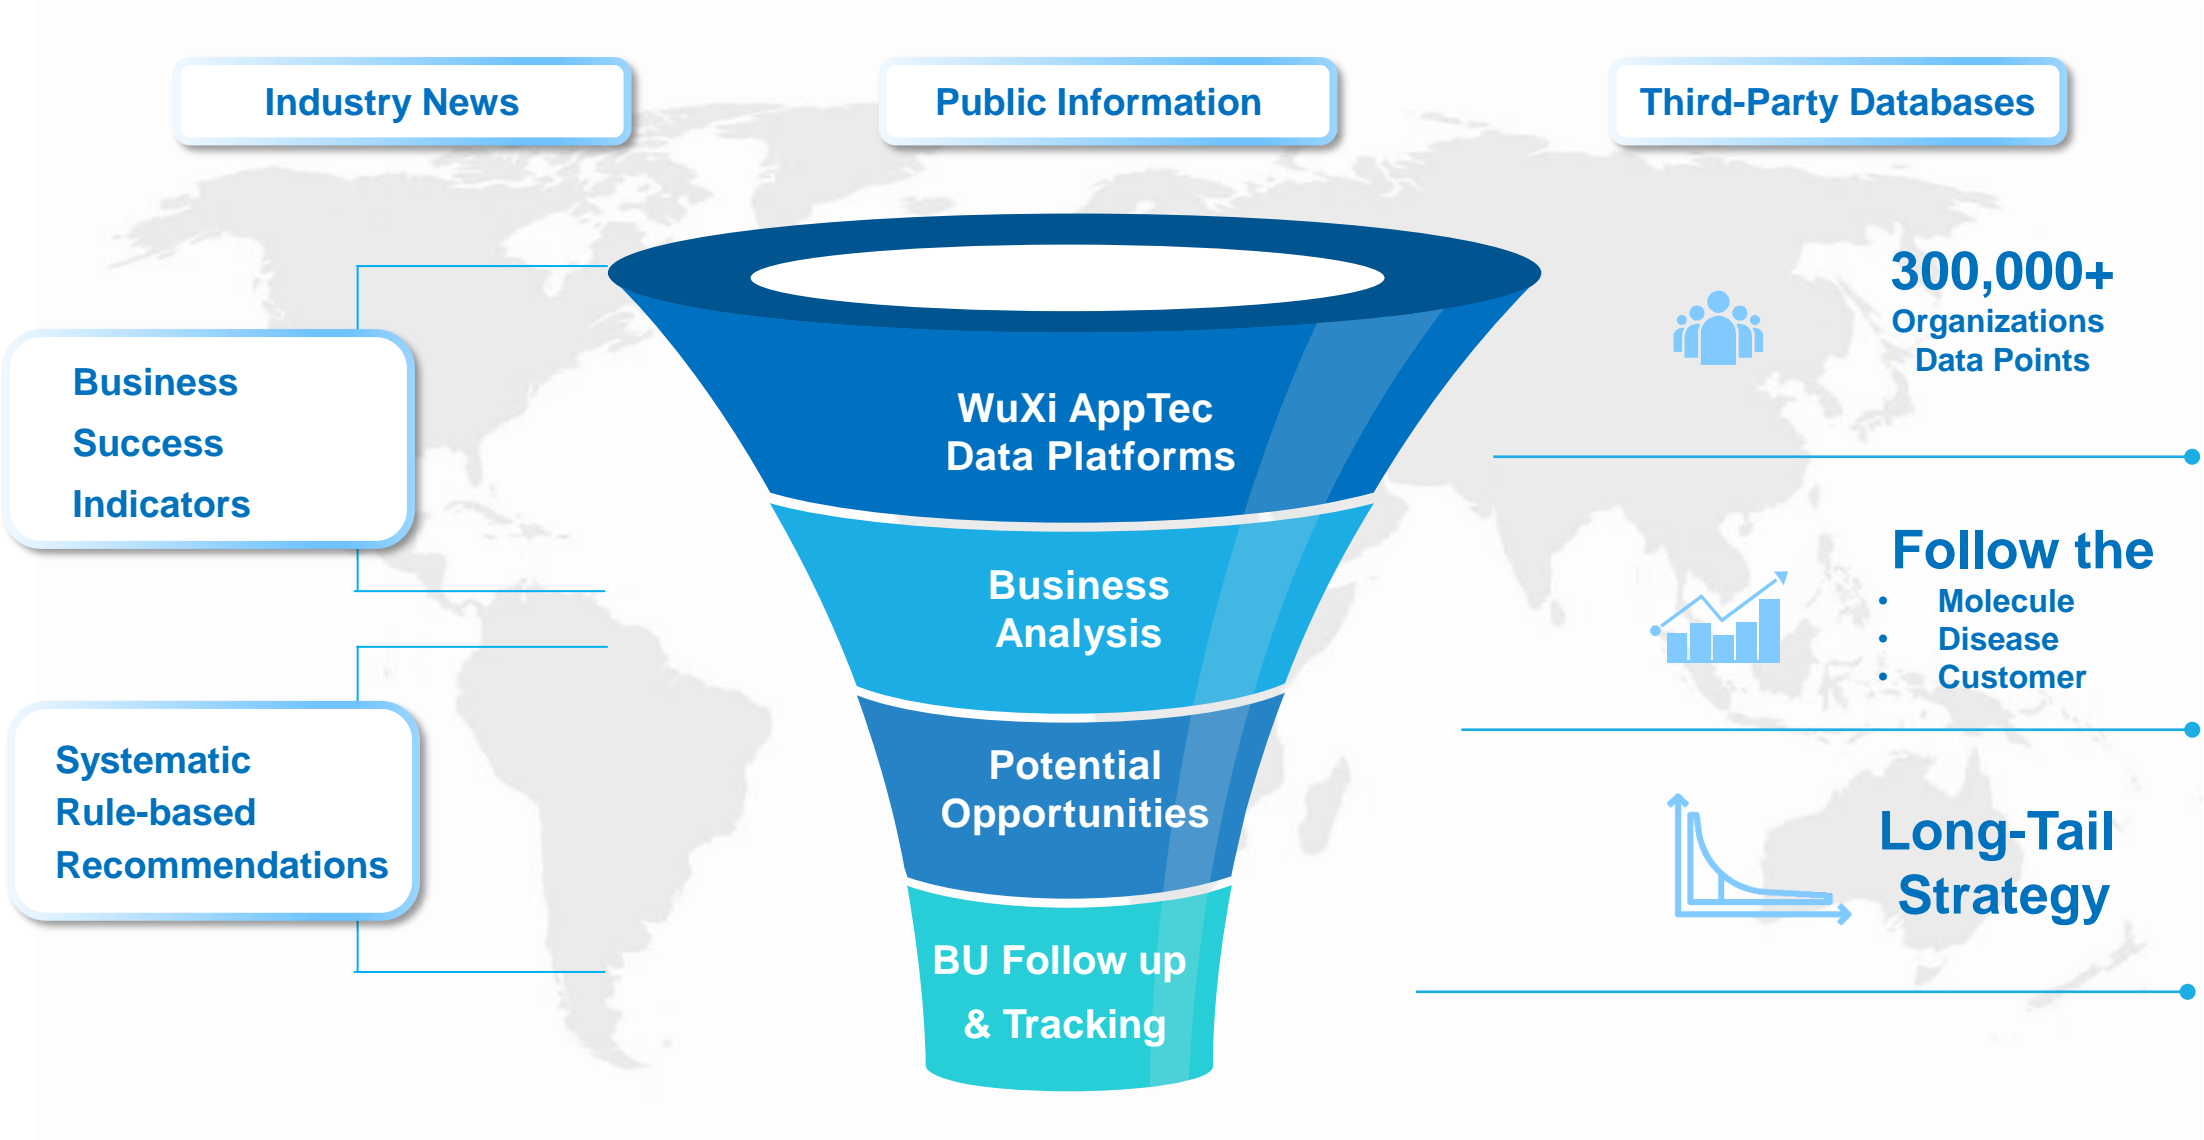 Industry News
Public Information
Third-Party Databases
Business
Success
Indicators
Systematic
Rule-based
Recommendations
WuXi AppTec
Data Platforms
Business
Analysis
Potential
Opportunities
BU Follow up
& Tracking
300,000+
Organizations
Data Points
Follow the
• Molecule
• Disease
• Customer
Long-Tail
Strategy